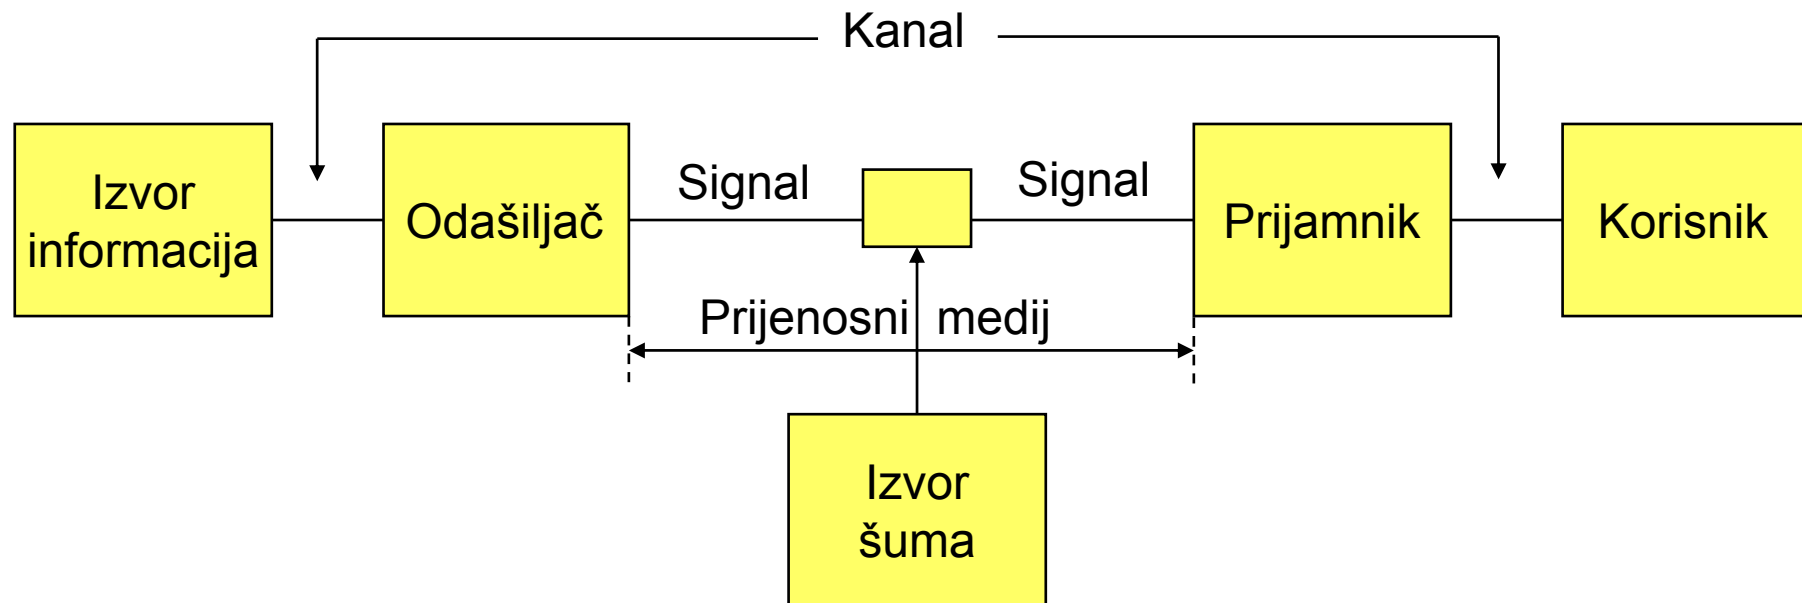 Kanal
Izvor
informacija
Odašiljač
Signal
Signal
Prijamnik
Korisnik
Prijenosni medij
Izvor
šuma